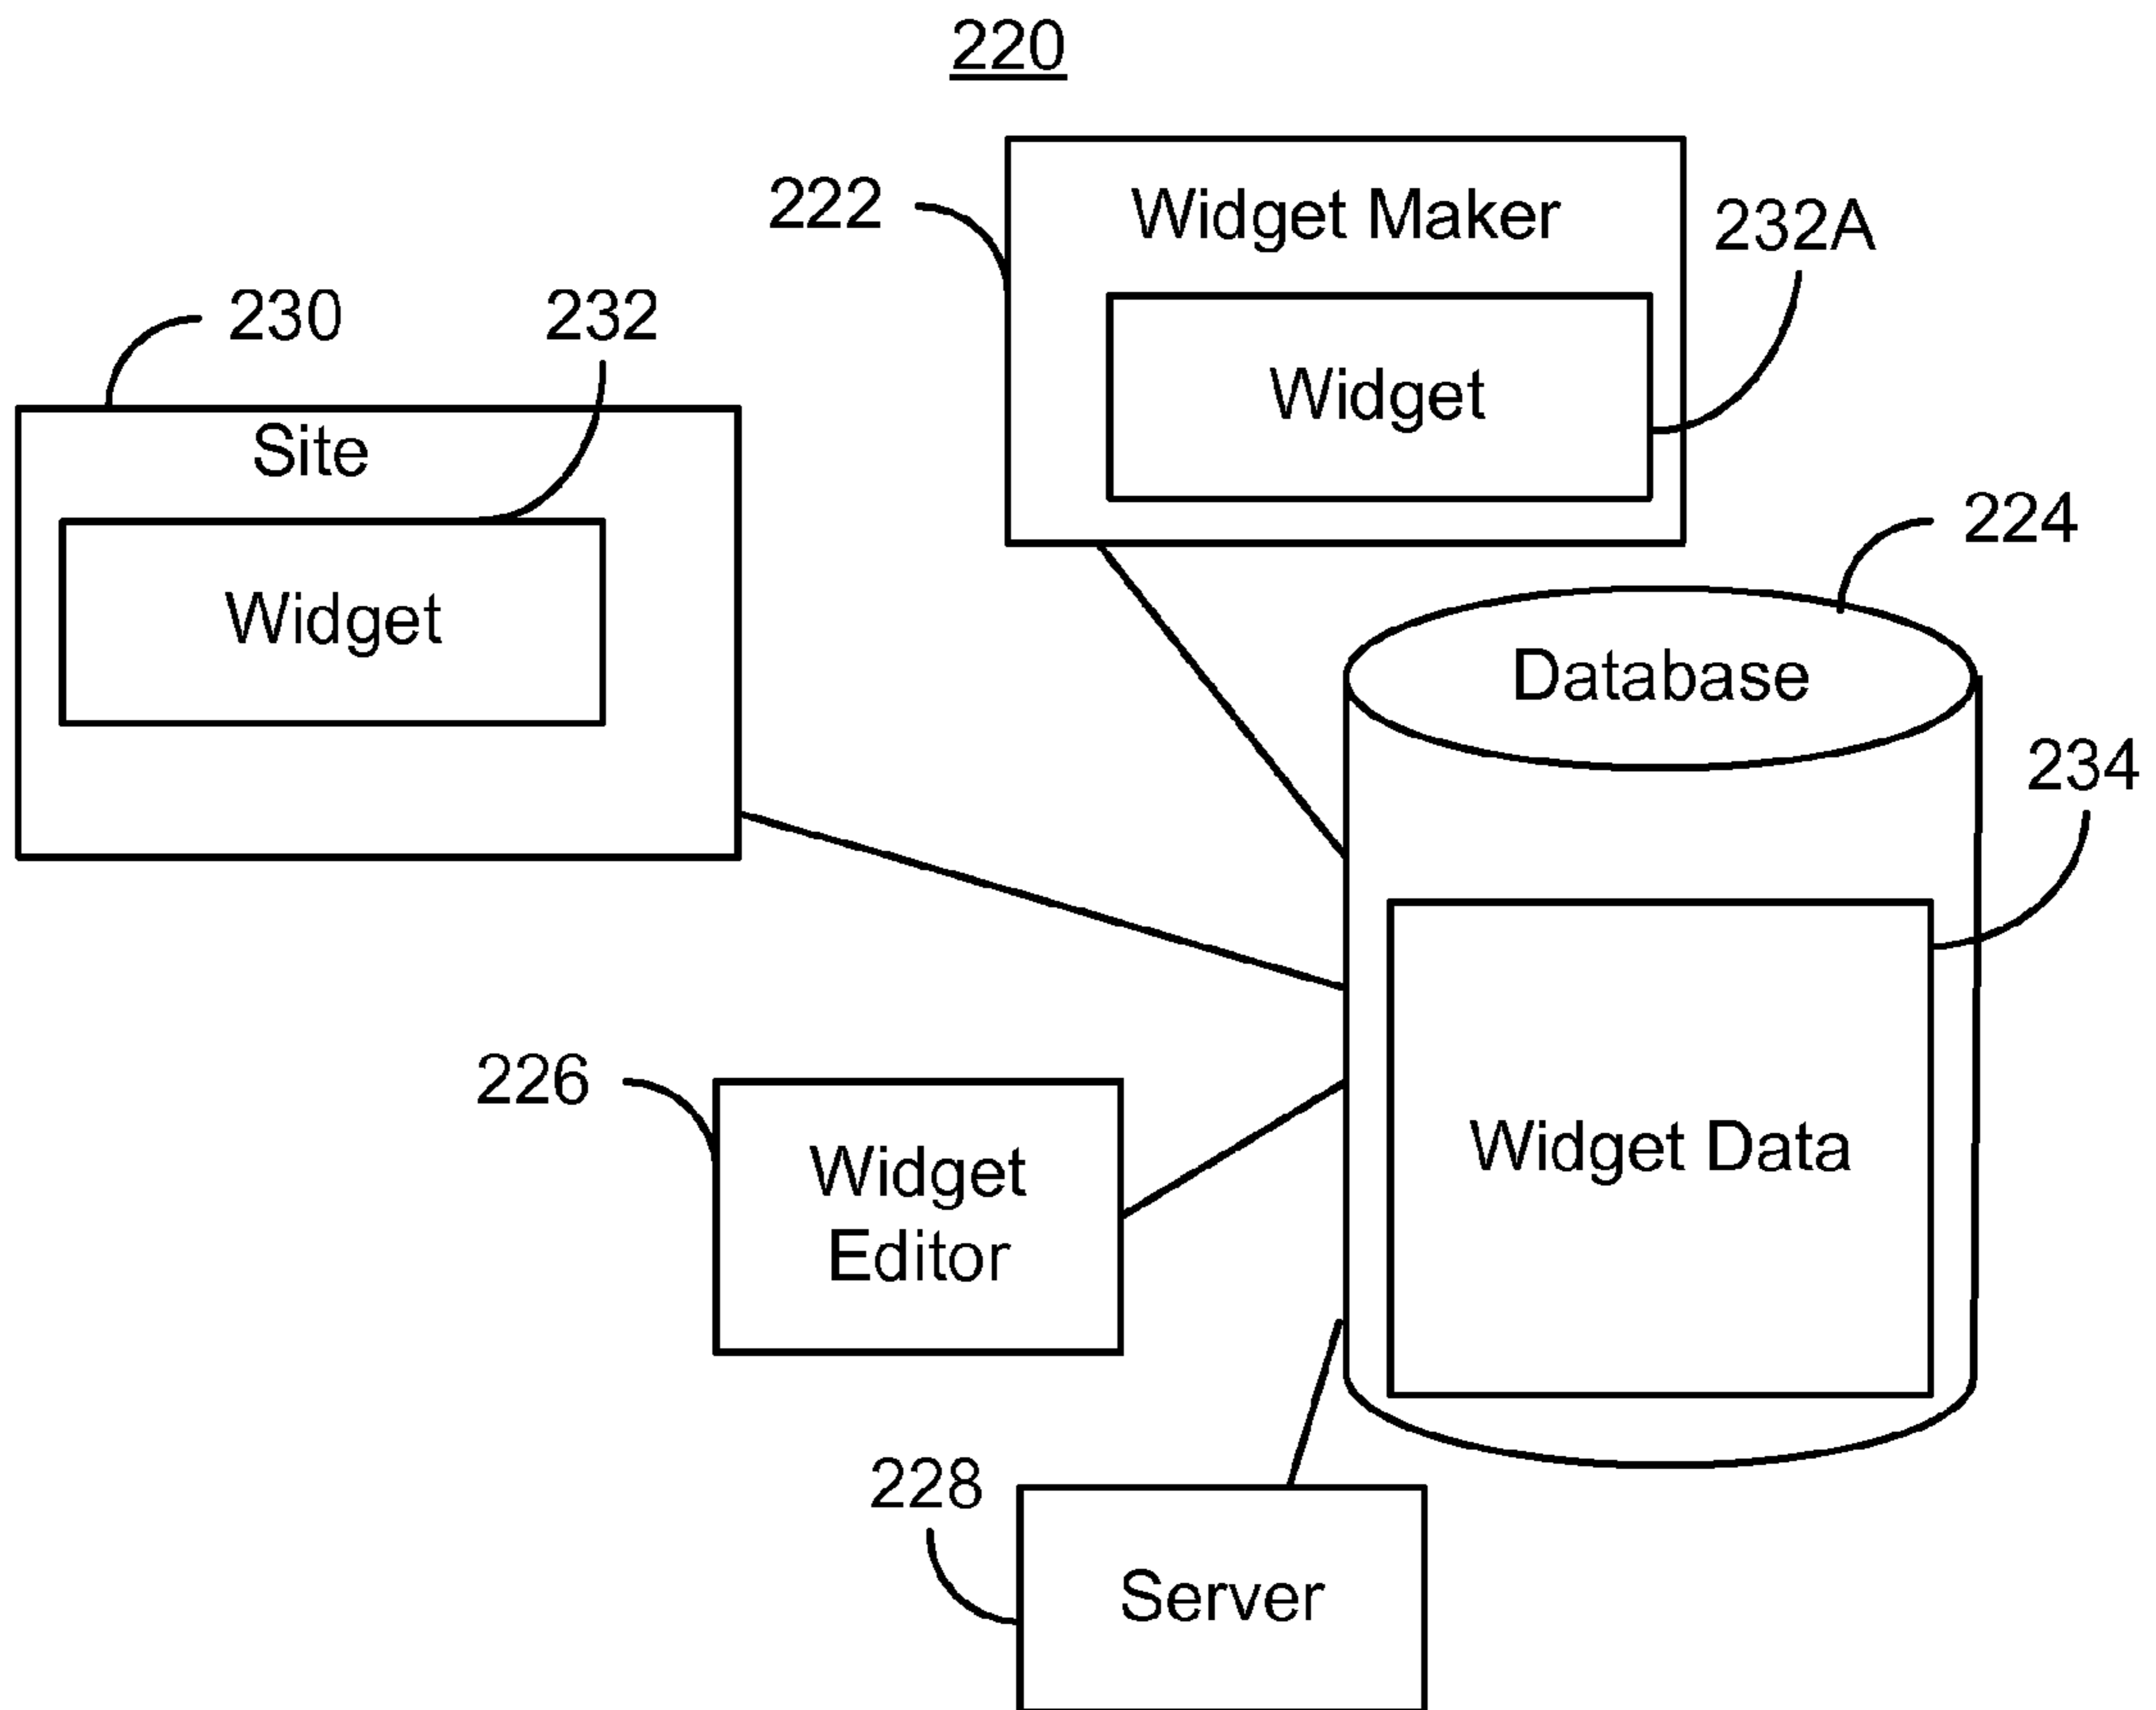 220
222
Widget Maker
232A
Widget
230
232
Site
Widget
224
Database
234
Widget Data
226
Widget
Editor
228
Server